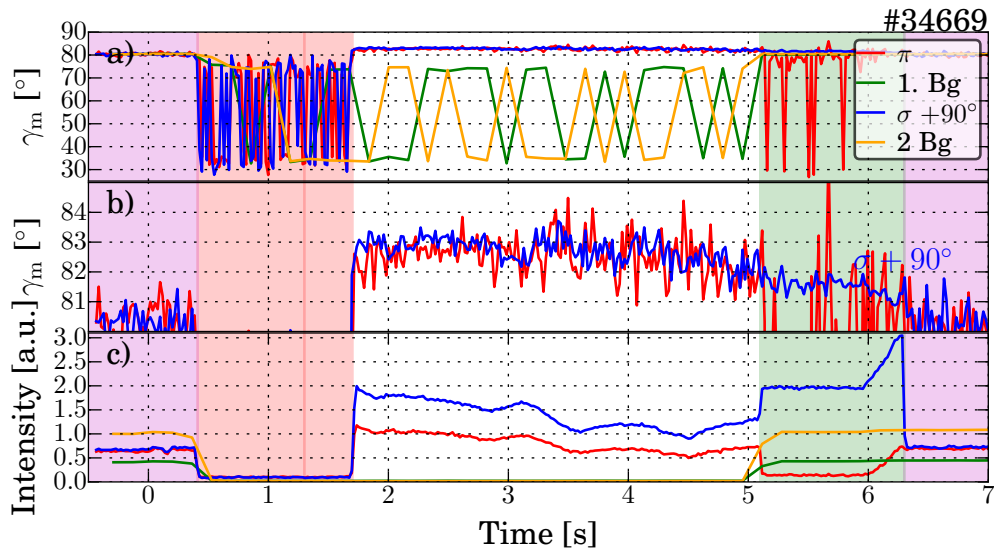 #34669
a)
γm [°]
90
80
70
60
50
40
30
π
1. Bg
σ +90°
2 Bg
b)
γm [°]
84
83
82
81
σ + 90°
c)
Intensity [a.u.]
3.0
2.5
2.0
1.5
1.0
0.5
0.0
0 1 2 3 4 5 6 7
Time [s]